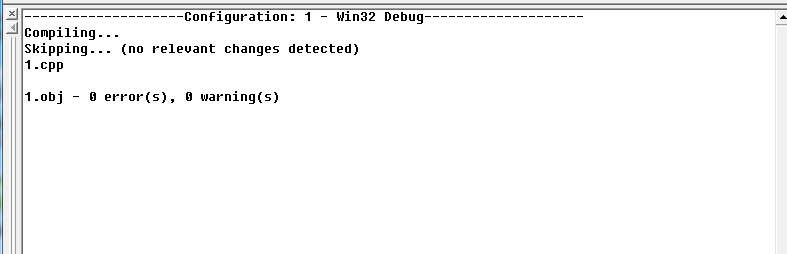 --------------------Configuration: 1 - Win32 Debug--------------------
Compiling...
Skipping... (no relevant changes detected)
1.cpp
1.obj - 0 error(s), 0 warning(s)